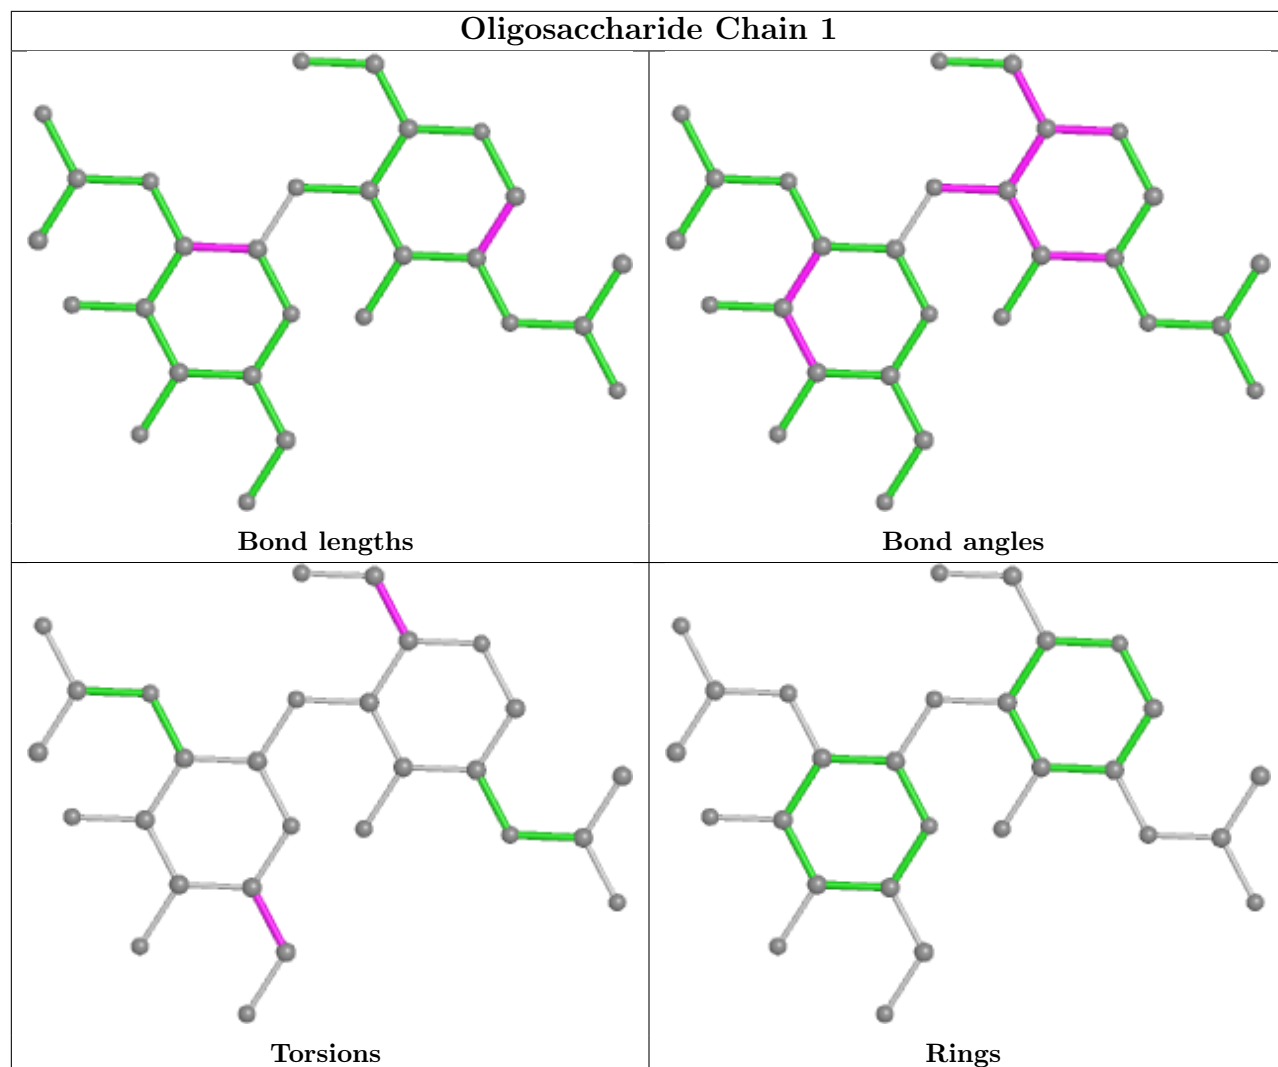 Oligosaccharide Chain 1
Bond lengths
Bond angles
Torsions
Rings